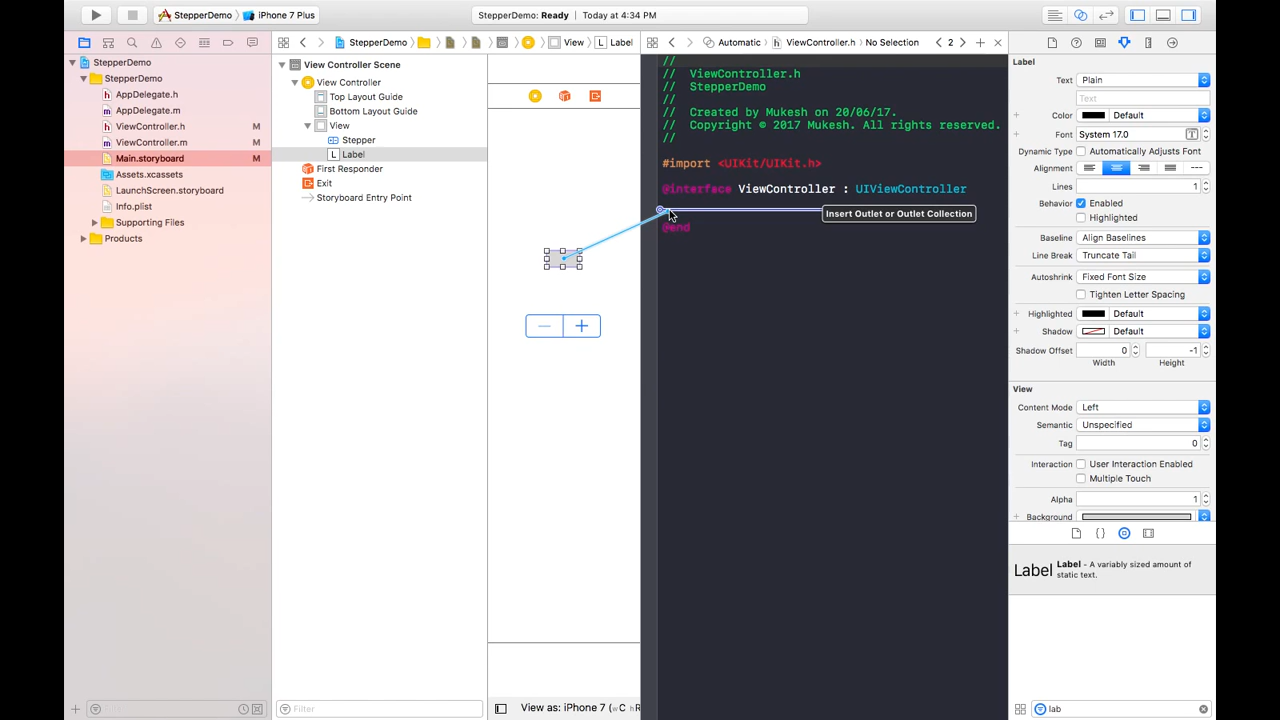 StepperDemo iPhone 7 Plus
StepperDemo: Ready Today at 4:34 PM
StepperDemo
StepperDemo
AppDelegate.h
AppDelegate.m
ViewController.h M
ViewController.m M
Main.storyboard M
Assets.xcassets
LaunchScreen.storyboard
Info.plist
Supporting Files
Products
StepperDemo View L Label
View Controller Scene
View Controller
Top Layout Guide
Bottom Layout Guide
View
Stepper
L Label
First Responder
Exit
Storyboard Entry Point
Filter
View as: iPhone 7 (wC hR
Automatic ViewController.h No Selection 2
//
// ViewController.h
// StepperDemo
//
// Created by Mukesh on 20/06/17.
// Copyright © 2017 Mukesh. All rights reserved.
//
#import <UIKit/UIKit.h>
@interface ViewController : UIViewController
Insert Outlet or Outlet Collection
@end
Label
Text Plain
Text
Color Default
Font System 17.0
Dynamic Type Automatically Adjusts Font
Alignment
Lines 1
Behavior Enabled
Highlighted
Baseline Align Baselines
Line Break Truncate Tail
Autoshrink Fixed Font Size
Tighten Letter Spacing
Highlighted Default
Shadow Default
Shadow Offset 0 -1
Width Height
View
Content Mode Left
Semantic Unspecified
Tag 0
Interaction User Interaction Enabled
Multiple Touch
Alpha 1
Background
Label Label - A variably sized amount of
static text.
lab